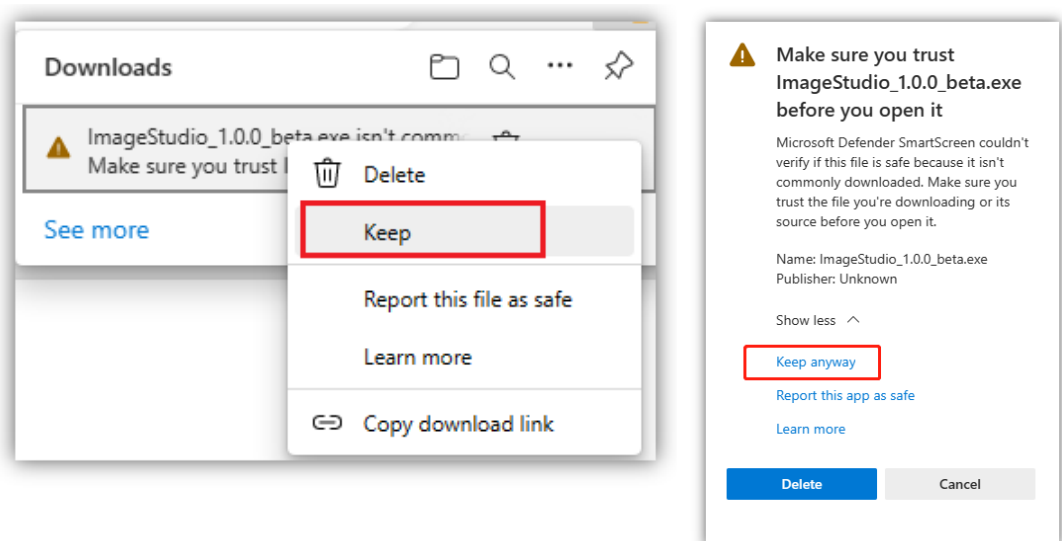 Downloads
ImageStudio_1.0.0_beta.exe isn't comm
Make sure you trust
Delete
Keep
See more
Report this file as safe
Learn more
Copy download link
Make sure you trust
ImageStudio_1.0.0_beta.exe
before you open it
Microsoft Defender SmartScreen couldn't
verify if this file is safe because it isn't
commonly downloaded. Make sure you
trust the file you're downloading or its
source before you open it.
Name: ImageStudio_1.0.0_beta.exe
Publisher: Unknown
Show less
Keep anyway
Report this app as safe
Learn more
Delete
Cancel